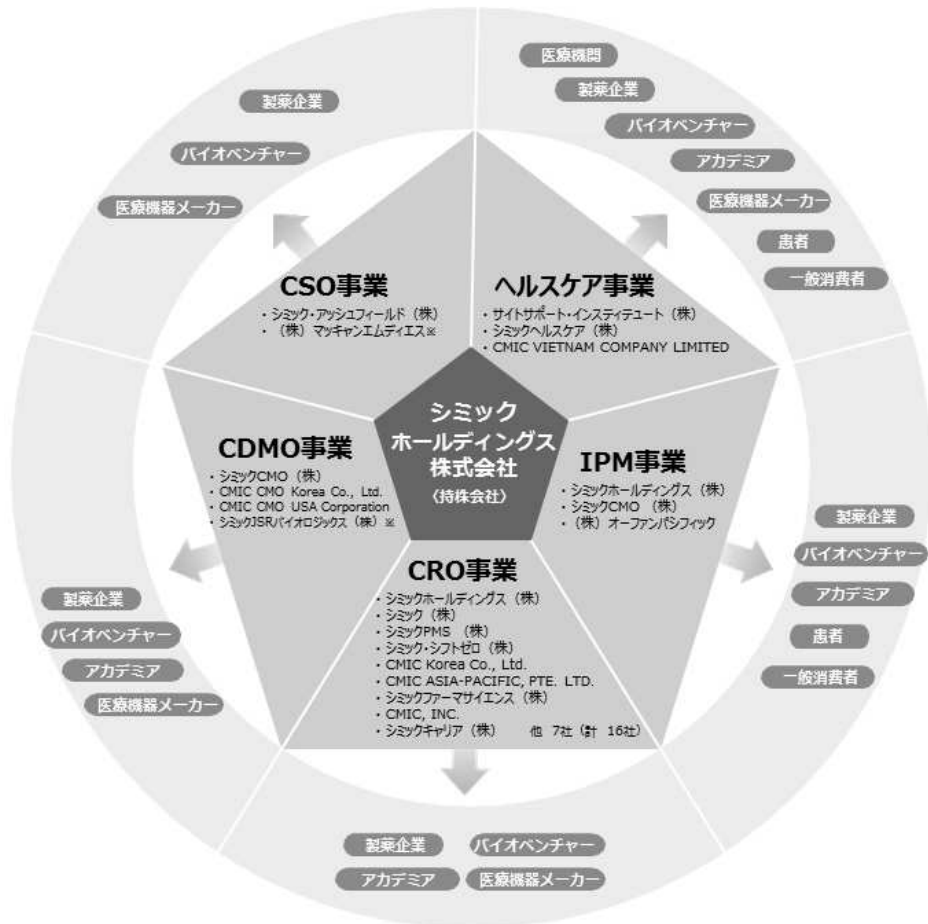 製薬企業
バイオベンチャー
医療機器メーカー
医療機関
製薬企業
バイオベンチャー
アカデミア
医療機器メーカー
患者
一般消費者
CSO事業
・シミック・アッシュフィールド（株）
・（株）マッキャンエムディエス※
ヘルスケア事業
・サイトサポート・インスティテュート（株）
・シミックヘルスケア（株）
・CMIC VIETNAM COMPANY LIMITED
シミック
ホールディングス
株式会社
（持株会社）
CDMO事業
・シミックCMO（株）
・CMIC CMO Korea Co., Ltd.
・CMIC CMO USA Corporation
・シミックJSRバイオロジックス（株）※
IPM事業
・シミックホールディングス（株）
・シミックCMO （株）
・（株）オーファンパシフィック
製薬企業
バイオベンチャー
アカデミア
患者
一般消費者
製薬企業
バイオベンチャー
アカデミア
医療機器メーカー
CRO事業
・シミックホールディングス（株）
・シミック（株）
・シミックPMS （株）
・シミック・シフトゼロ（株）
・CMIC Korea Co., Ltd.
・CMIC ASIA-PACIFIC, PTE. LTD.
・シミックファーマサイエンス（株）
・CMIC, INC.
・シミックキャリア（株） 他 7社（計 16社）
製薬企業 バイオベンチャー
アカデミア 医療機器メーカー